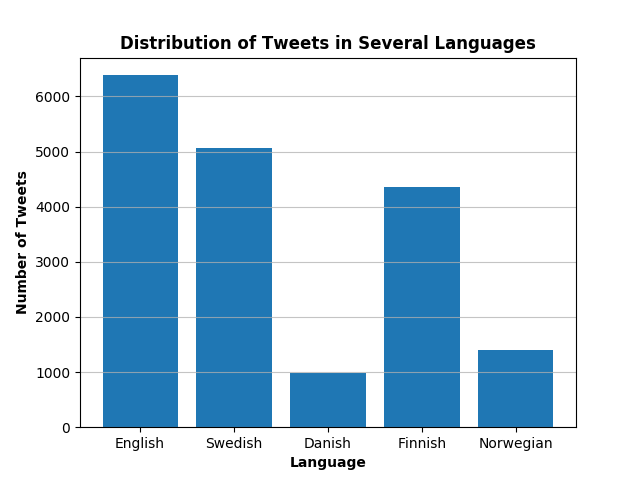 Distribution of Tweets in Several Languages
Number of Tweets
6000
5000
4000
3000
2000
1000
0
English Swedish Danish Finnish Norwegian
Language